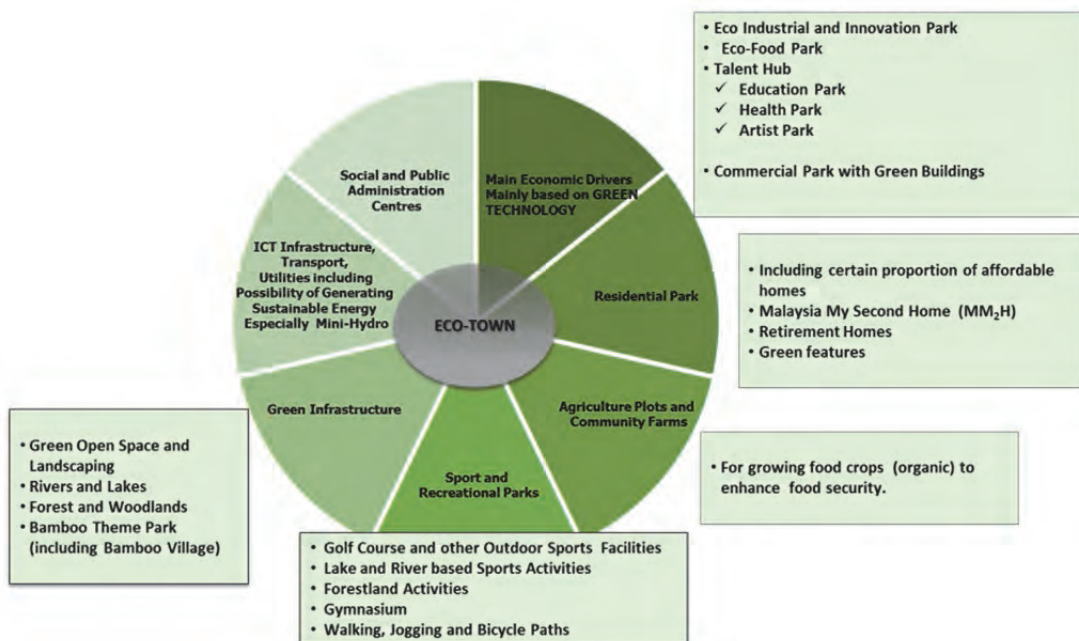 • Eco Industrial and Innovation Park
• Eco-Food Park
• Talent Hub
✓ Education Park
✓ Health Park
✓ Artist Park
• Commercial Park with Green Buildings
Social and Public
Administration
Centres
Main Economic Drivers
Mainly based on GREEN
TECHNOLOGY
ICT Infrastructure,
Transport,
Utilities including
Possibility of Generating
Sustainable Energy
Especially Mini-Hydro
Residential Park
• Including certain proportion of affordable
homes
• Malaysia My Second Home (MM₂H)
• Retirement Homes
• Green features
ECO-TOWN
Green Infrastructure
Agriculture Plots and
Community Farms
Sport and
Recreational Parks
• For growing food crops (organic) to
enhance food security.
• Green Open Space and
Landscaping
• Rivers and Lakes
• Forest and Woodlands
• Bamboo Theme Park
(including Bamboo Village)
• Golf Course and other Outdoor Sports Facilities
• Lake and River based Sports Activities
• Forestland Activities
• Gymnasium
• Walking, Jogging and Bicycle Paths